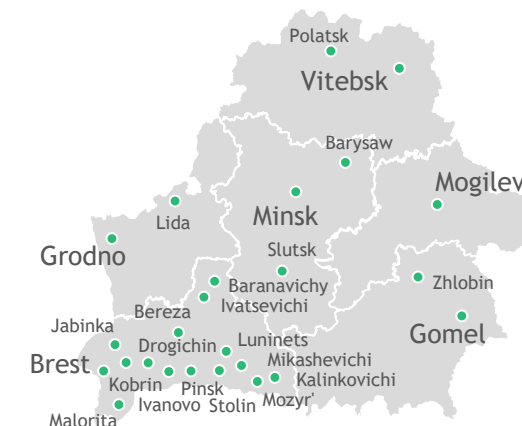 Polatsk
Vitebsk
Barysaw
Mogilev
Lida
Minsk
Grodno
Slutsk
Zhlobin
Baranavichy
Ivatsevichi
Bereza
Jabinka
Gomel
Drogichin
Luninets
Brest
Mikashevichi
Kobrin
Pinsk
Kalinkovichi
Ivanovo
Stolin
Mozyr'
Malorita